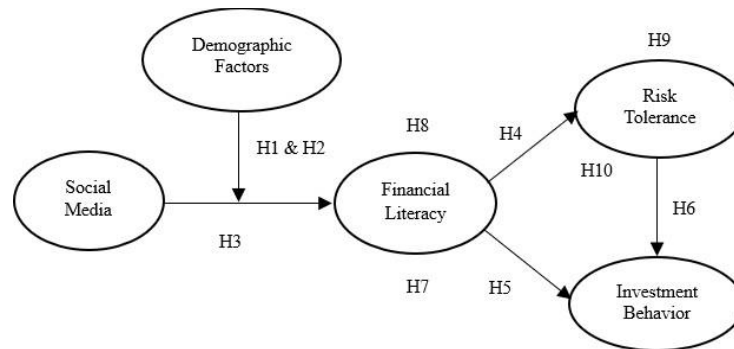 Demographic
Factors
H9
Risk
Tolerance
H8
H4
H1 & H2
H10
Social
Media
Financial
Literacy
H6
H3
H7
H5
Investment
Behavior